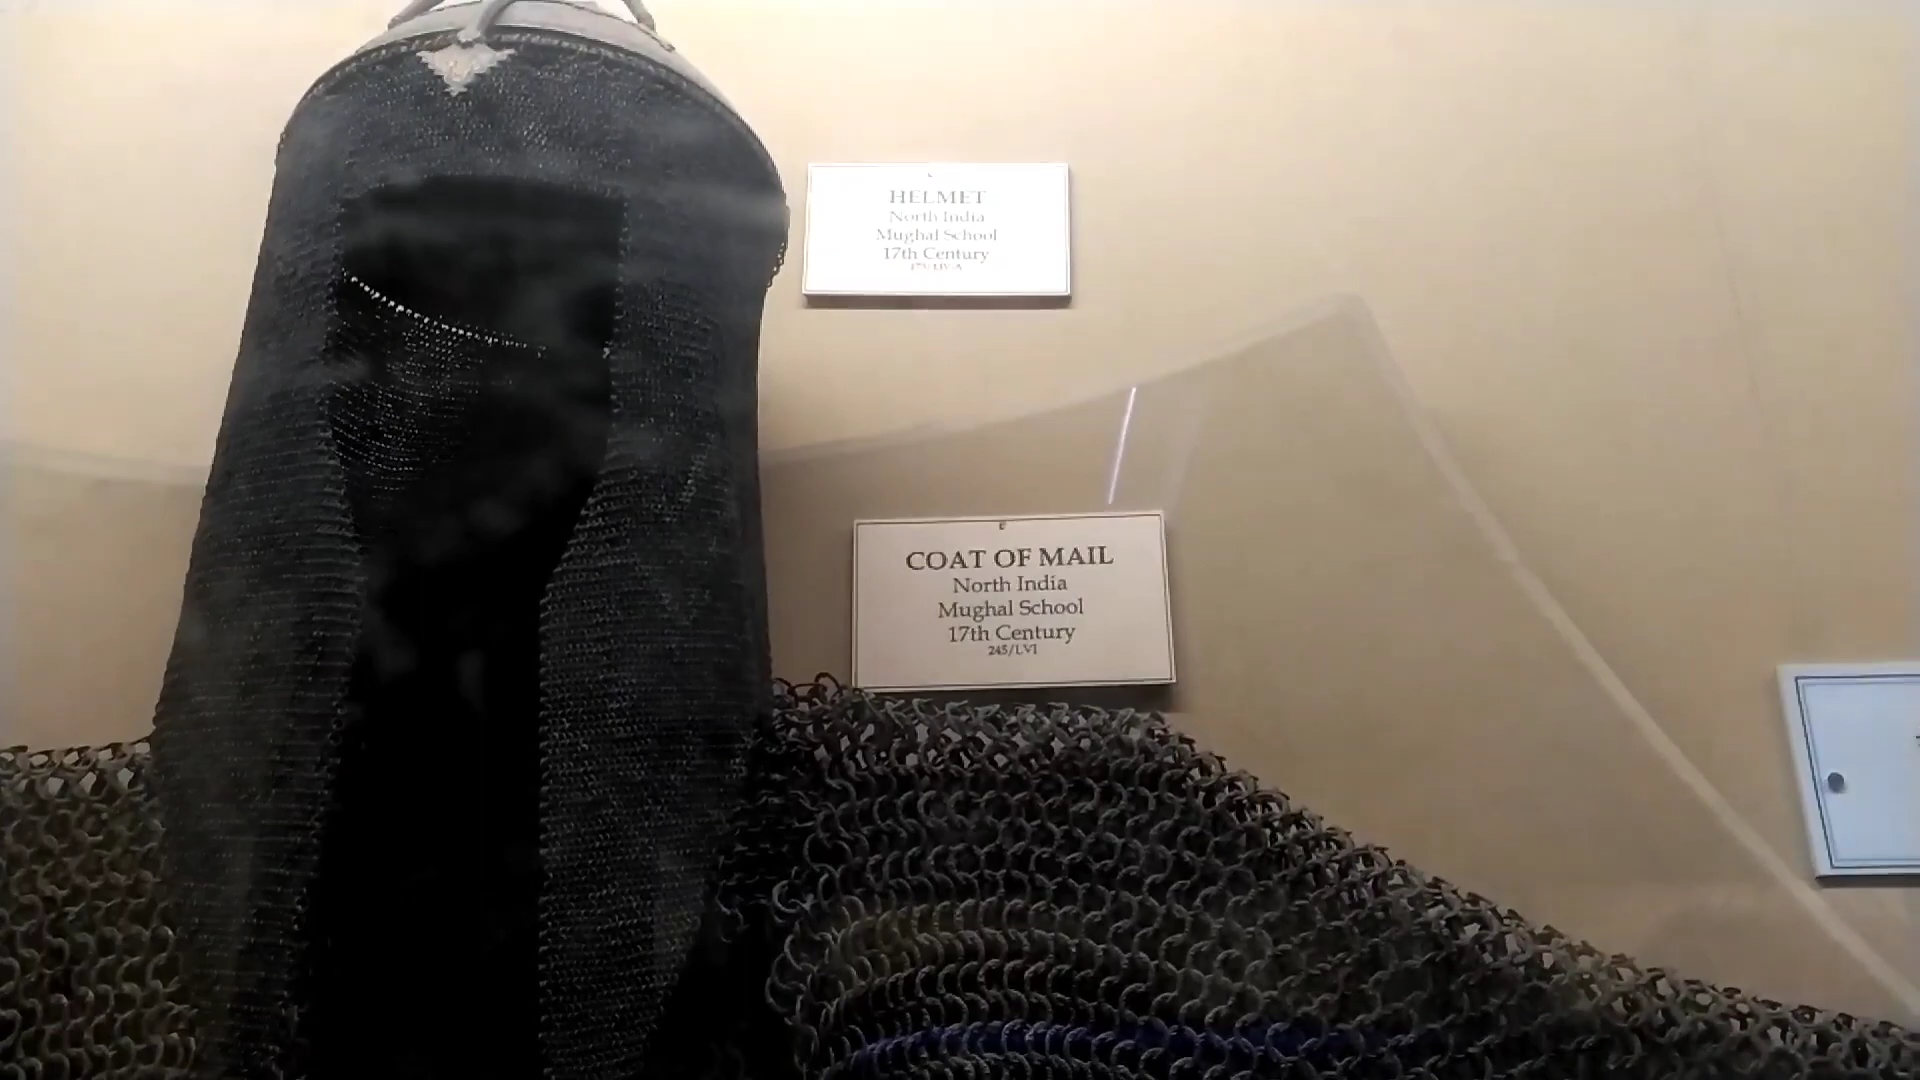 HELMET
North India
Mughal School
17th Century
COAT OF MAIL
North India
Mughal School
17th Century
245/LVI